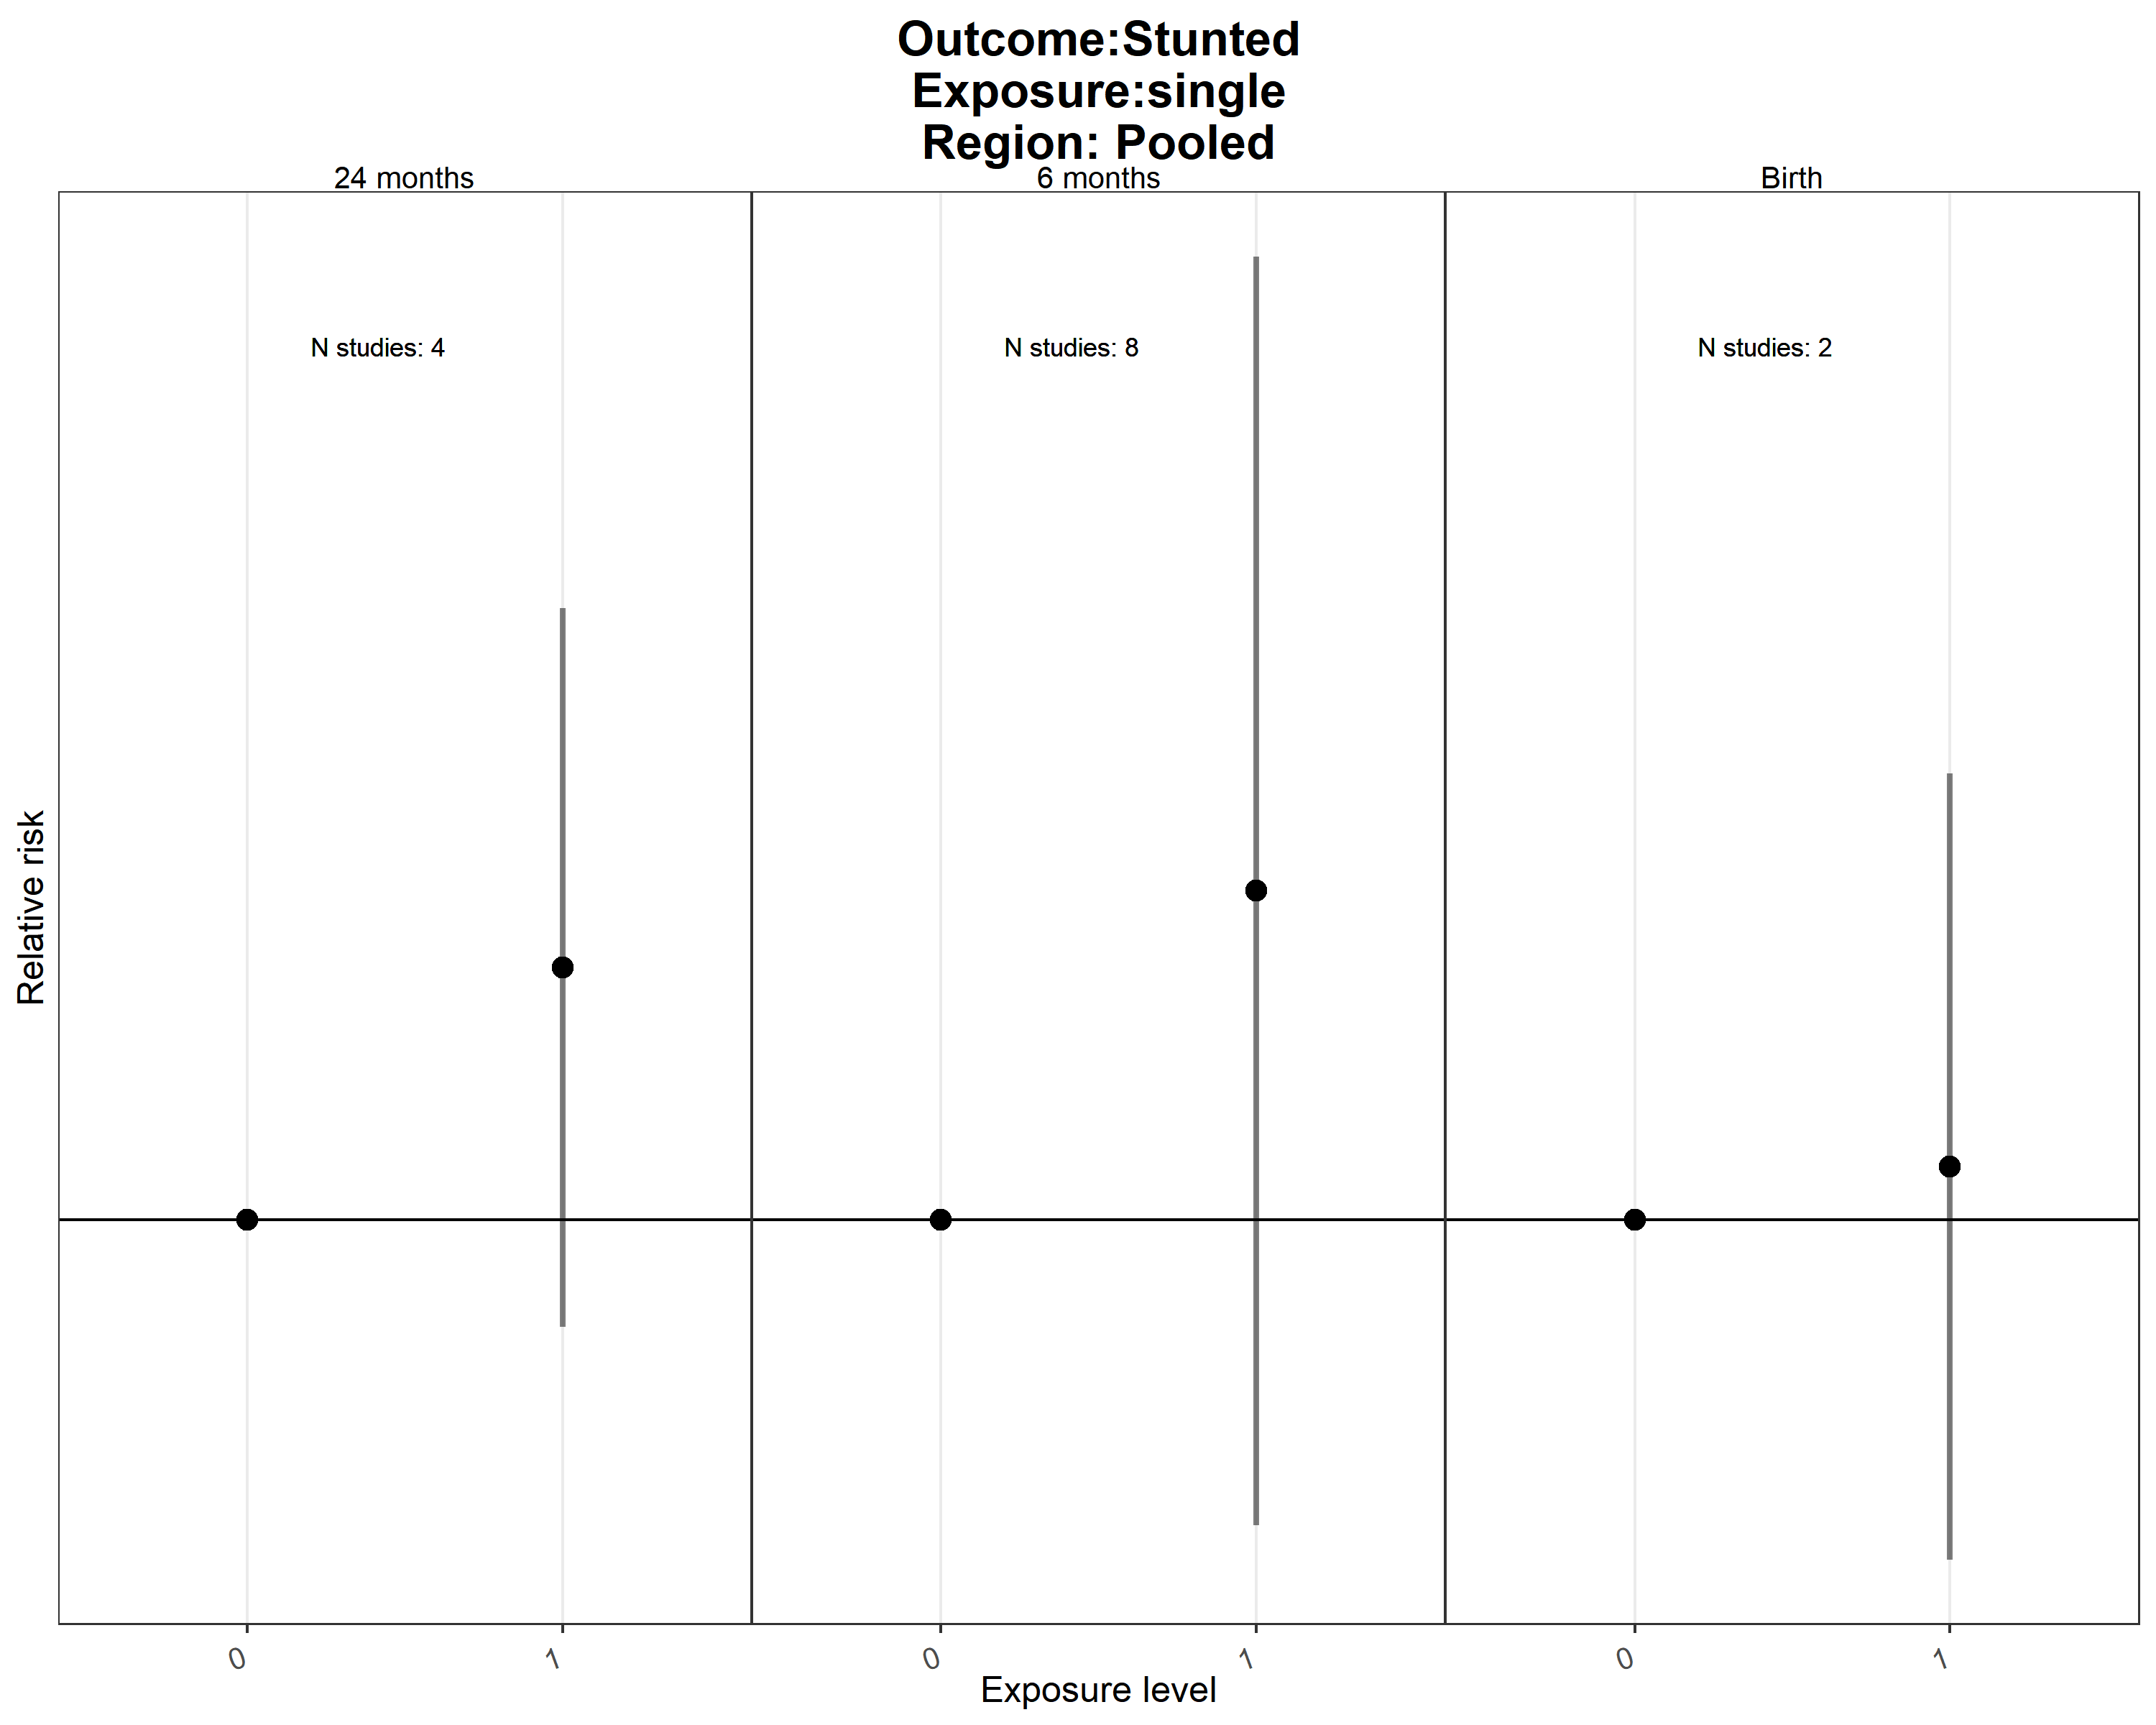 Outcome:Stunted
Exposure:single
Region: Pooled
24 months
6 months
Birth
N studies: 4
N studies: 8
N studies: 2
Relative risk
0
1
0
1
0
1
Exposure level